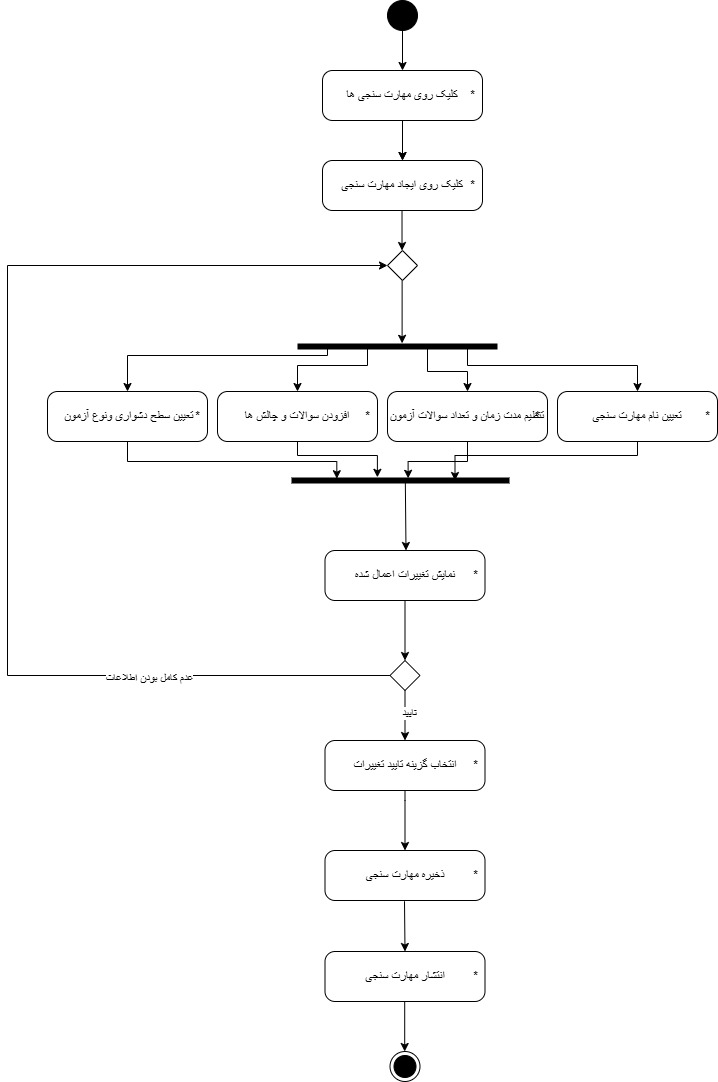 * کلیک روی مهارت سنجی ها
* کلیک روی ایجاد مهارت سنجی
* تعیین نام مهارت سنجی
* تنظیم مدت زمان و تعداد سوالات آزمون
* افزودن سوالات و چالش ها
* تعیین سطح دشواری ونوع آزمون
* نمایش تغییرات اعمال شده
عدم کامل بودن اطلاعات
تایید
* انتخاب گزینه تایید تغییرات
* ذخیره مهارت سنجی
* انتشار مهارت سنجی